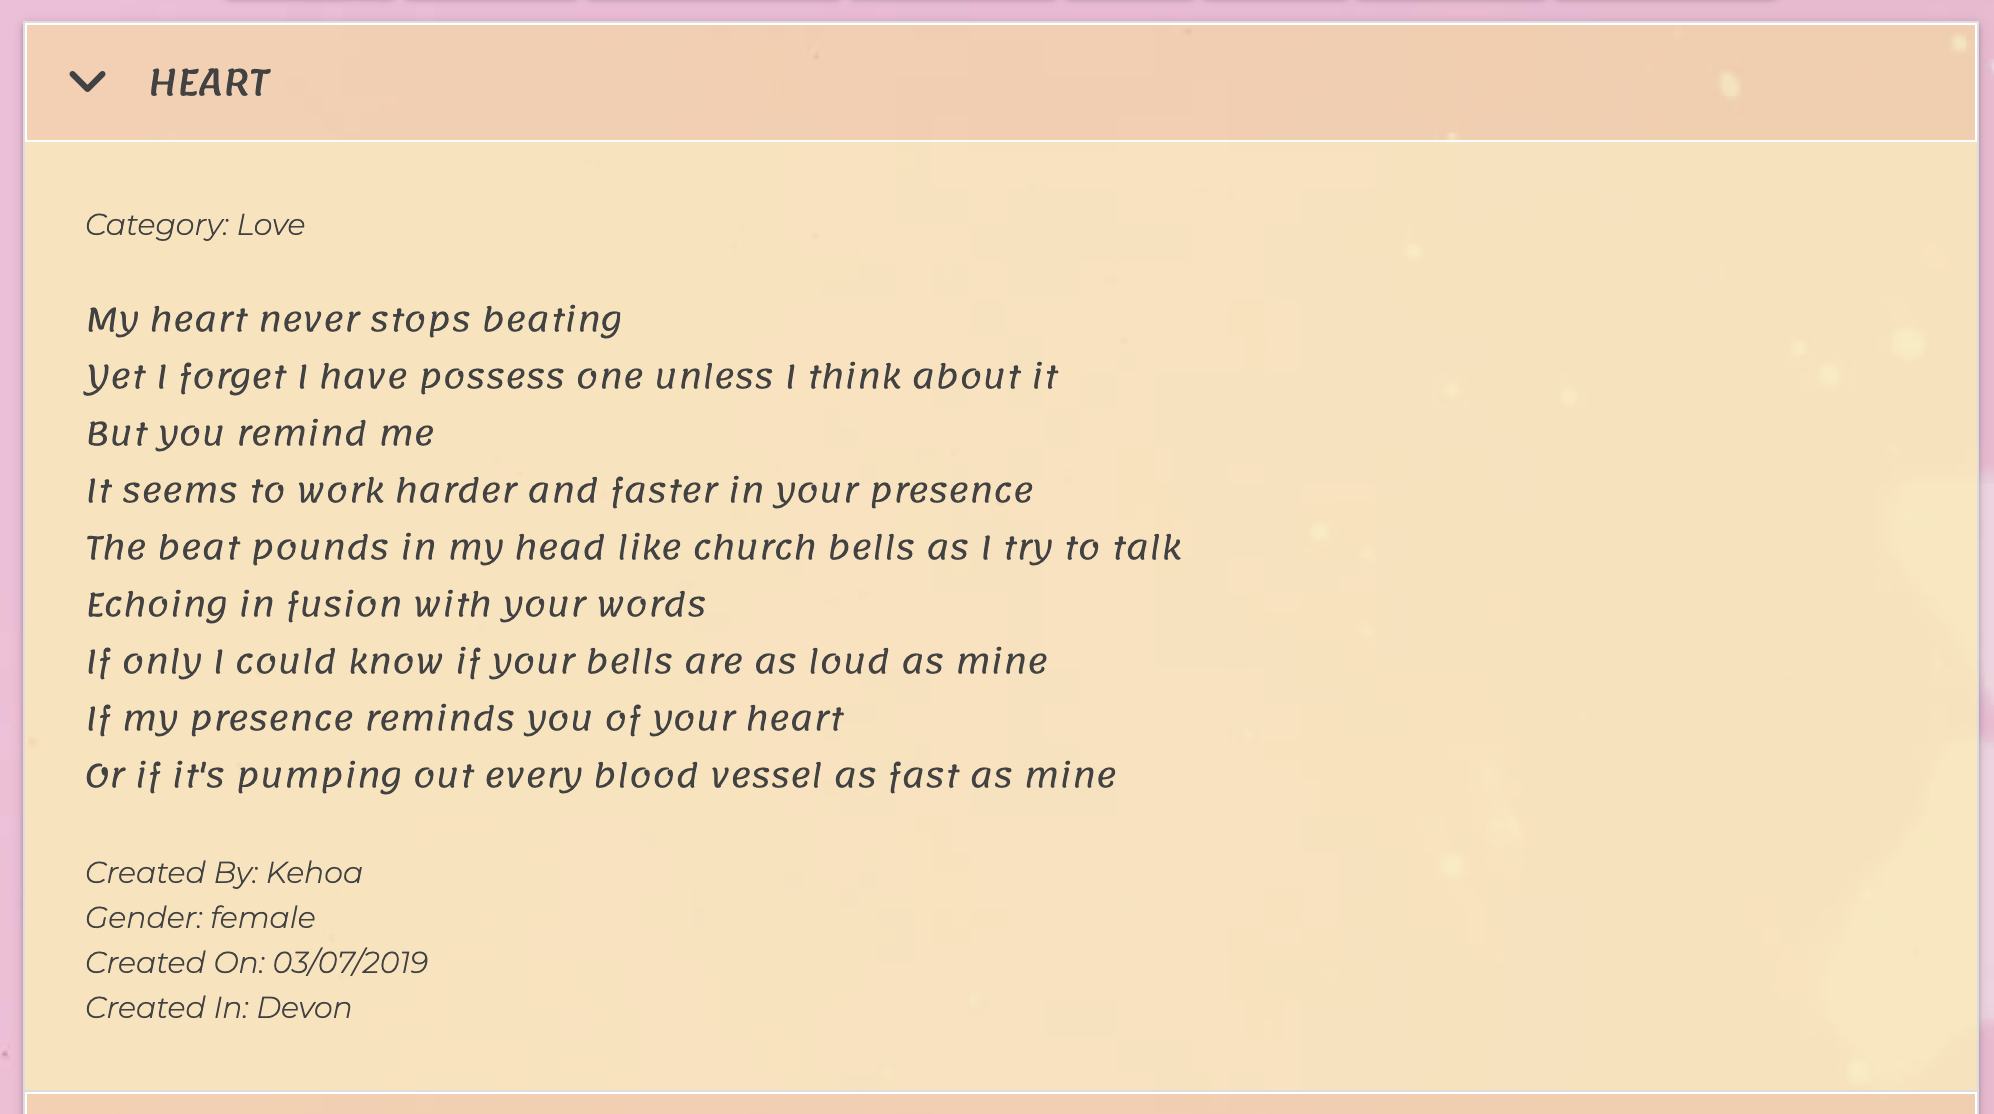 HEART
Category: Love
My heart never stops beating
Yet I forget I have possess one unless I think about it
But you remind me
It seems to work harder and faster in your presence
The beat pounds in my head like church bells as I try to talk
Echoing in fusion with your words
If only I could know if your bells are as loud as mine
If my presence reminds you of your heart
Or if it's pumping out every blood vessel as fast as mine
Created By: Kehoa
Gender: female
Created On: 03/07/2019
Created In: Devon